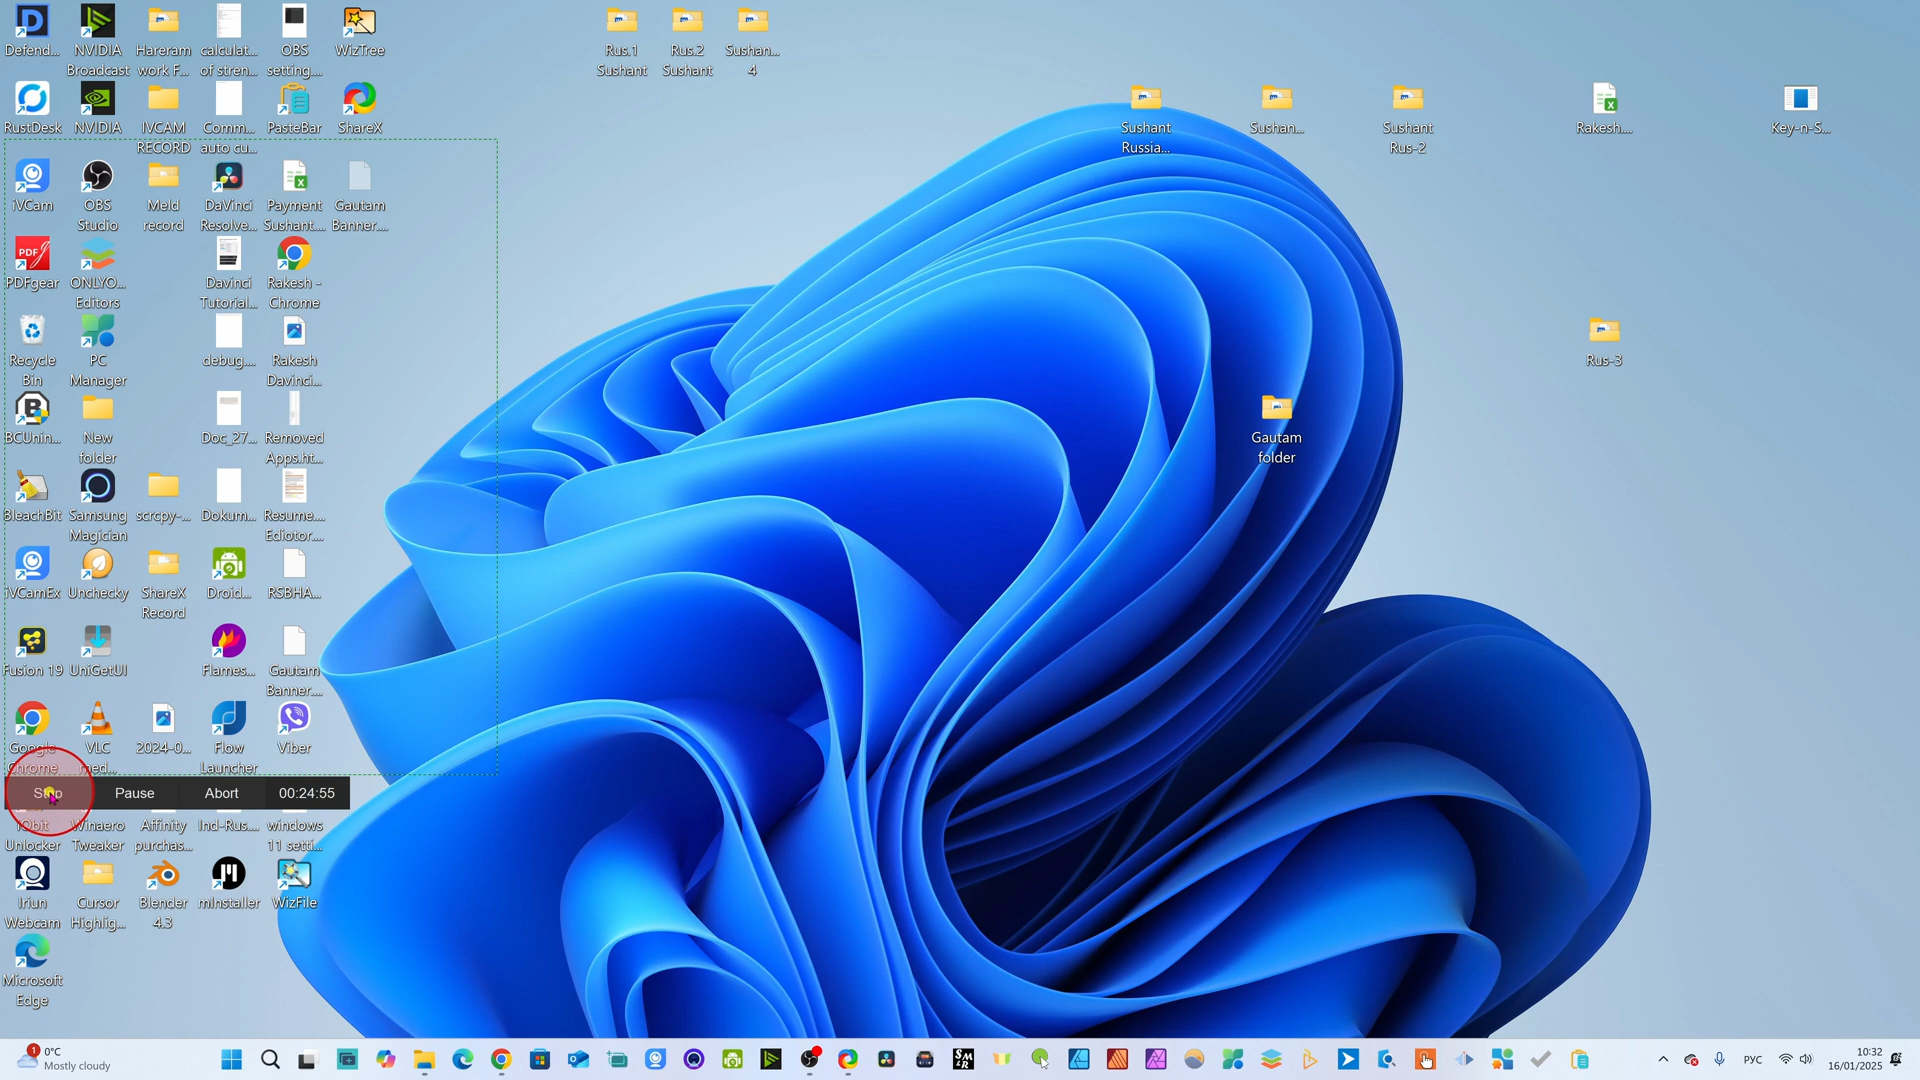 Defend...
NVIDIA
Broadcast
Hareram
work F...
calculat...
of stren...
OBS
setting....
WizTree
Rus.1
Sushant
Rus.2
Sushant
Sushan...
4
RustDesk
NVIDIA
IVCAM
RECORD
Comm...
auto cu...
PasteBar
ShareX
Sushant
Russia...
Sushan...
Sushant
Rus-2
Rakesh....
Key-n-S...
iVCam
OBS
Studio
Meld
record
DaVinci
Resolve...
Payment
Sushant....
Gautam
Banner....
PDF
PDFgear
ONLYO...
Editors
Davinci
Tutorial...
Rakesh -
Chrome
Recycle
Bin
PC
Manager
debug....
Rakesh
Davinci...
Rus-3
BCUnin...
New
folder
Doc_27...
Removed
Apps.ht...
Gautam
folder
BleachBit
Samsung
Magician
scrcpy-...
Dokum...
Resume....
Ediotor....
iVCamEx
Unchecky
ShareX
Record
Droid...
RSBHA...
Fusion 19
UniGetUI
Flames...
Gautam
Banner....
Google
Chrome
VLC
med...
2024-0...
Flow
Launcher
Viber
Stop
Pause
Abort
00:24:55
IObit
Unlocker
Winaero
Tweaker
Affinity
purchas...
Ind-Rus....
windows
11 setti...
Iriun
Webcam
Cursor
Highlig...
Blender
4.3
mInstaller
WizFile
Microsoft
Edge
1
0°C
Mostly cloudy
РУС
10:32
16/01/2025